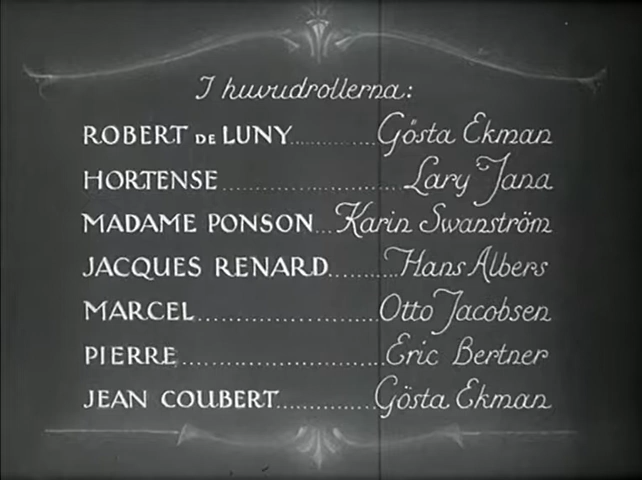 I huvudrollerna:
ROBERT DE LUNY............Gösta Ekman
HORTENSE........................Lary Jana
MADAME PONSON...Karin Swanström
JACQUES RENARD.........Hans Albers
MARCEL........................Otto Jacobsen
PIERRE...........................Eric Bertner
JEAN COUBERT.............Gösta Ekman